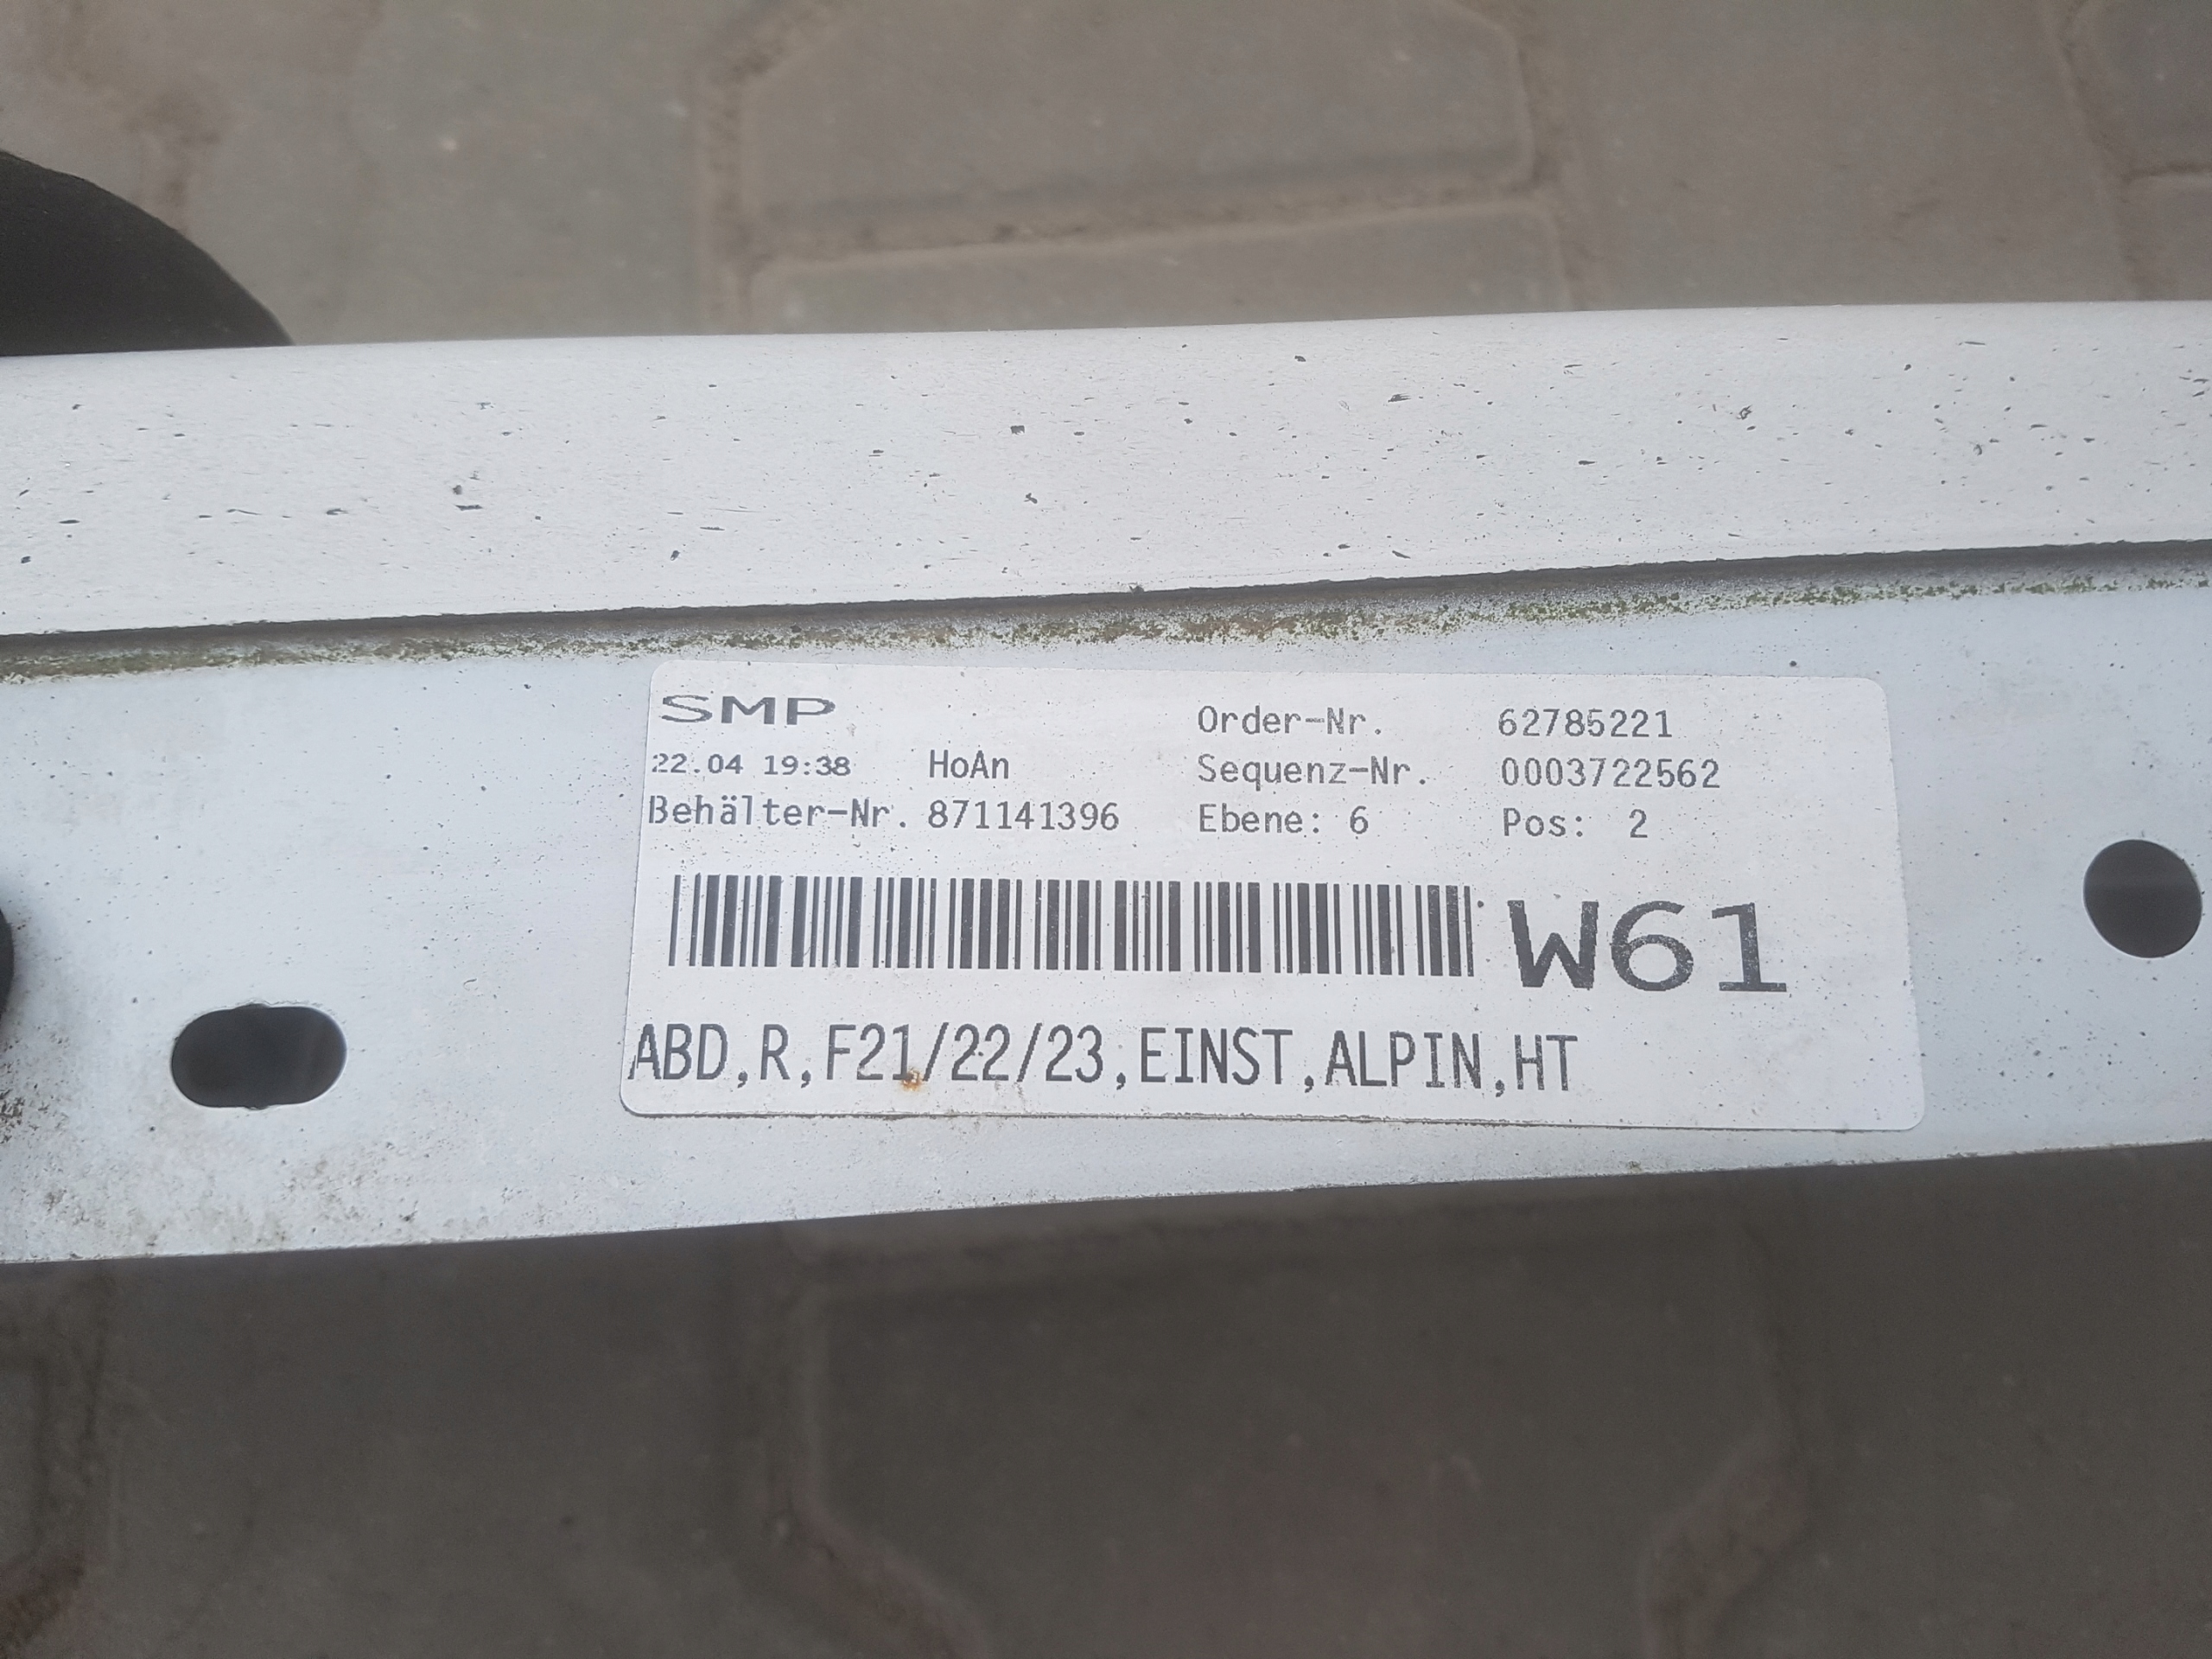 SMP
Order-Nr. 62785221
22.04 19:38 HoAn Sequenz-Nr. 0003722562
Behälter-Nr. 871141396 Ebene: 6 Pos: 2
W61
ABD,R,F21/22/23,EINST,ALPIN,HT